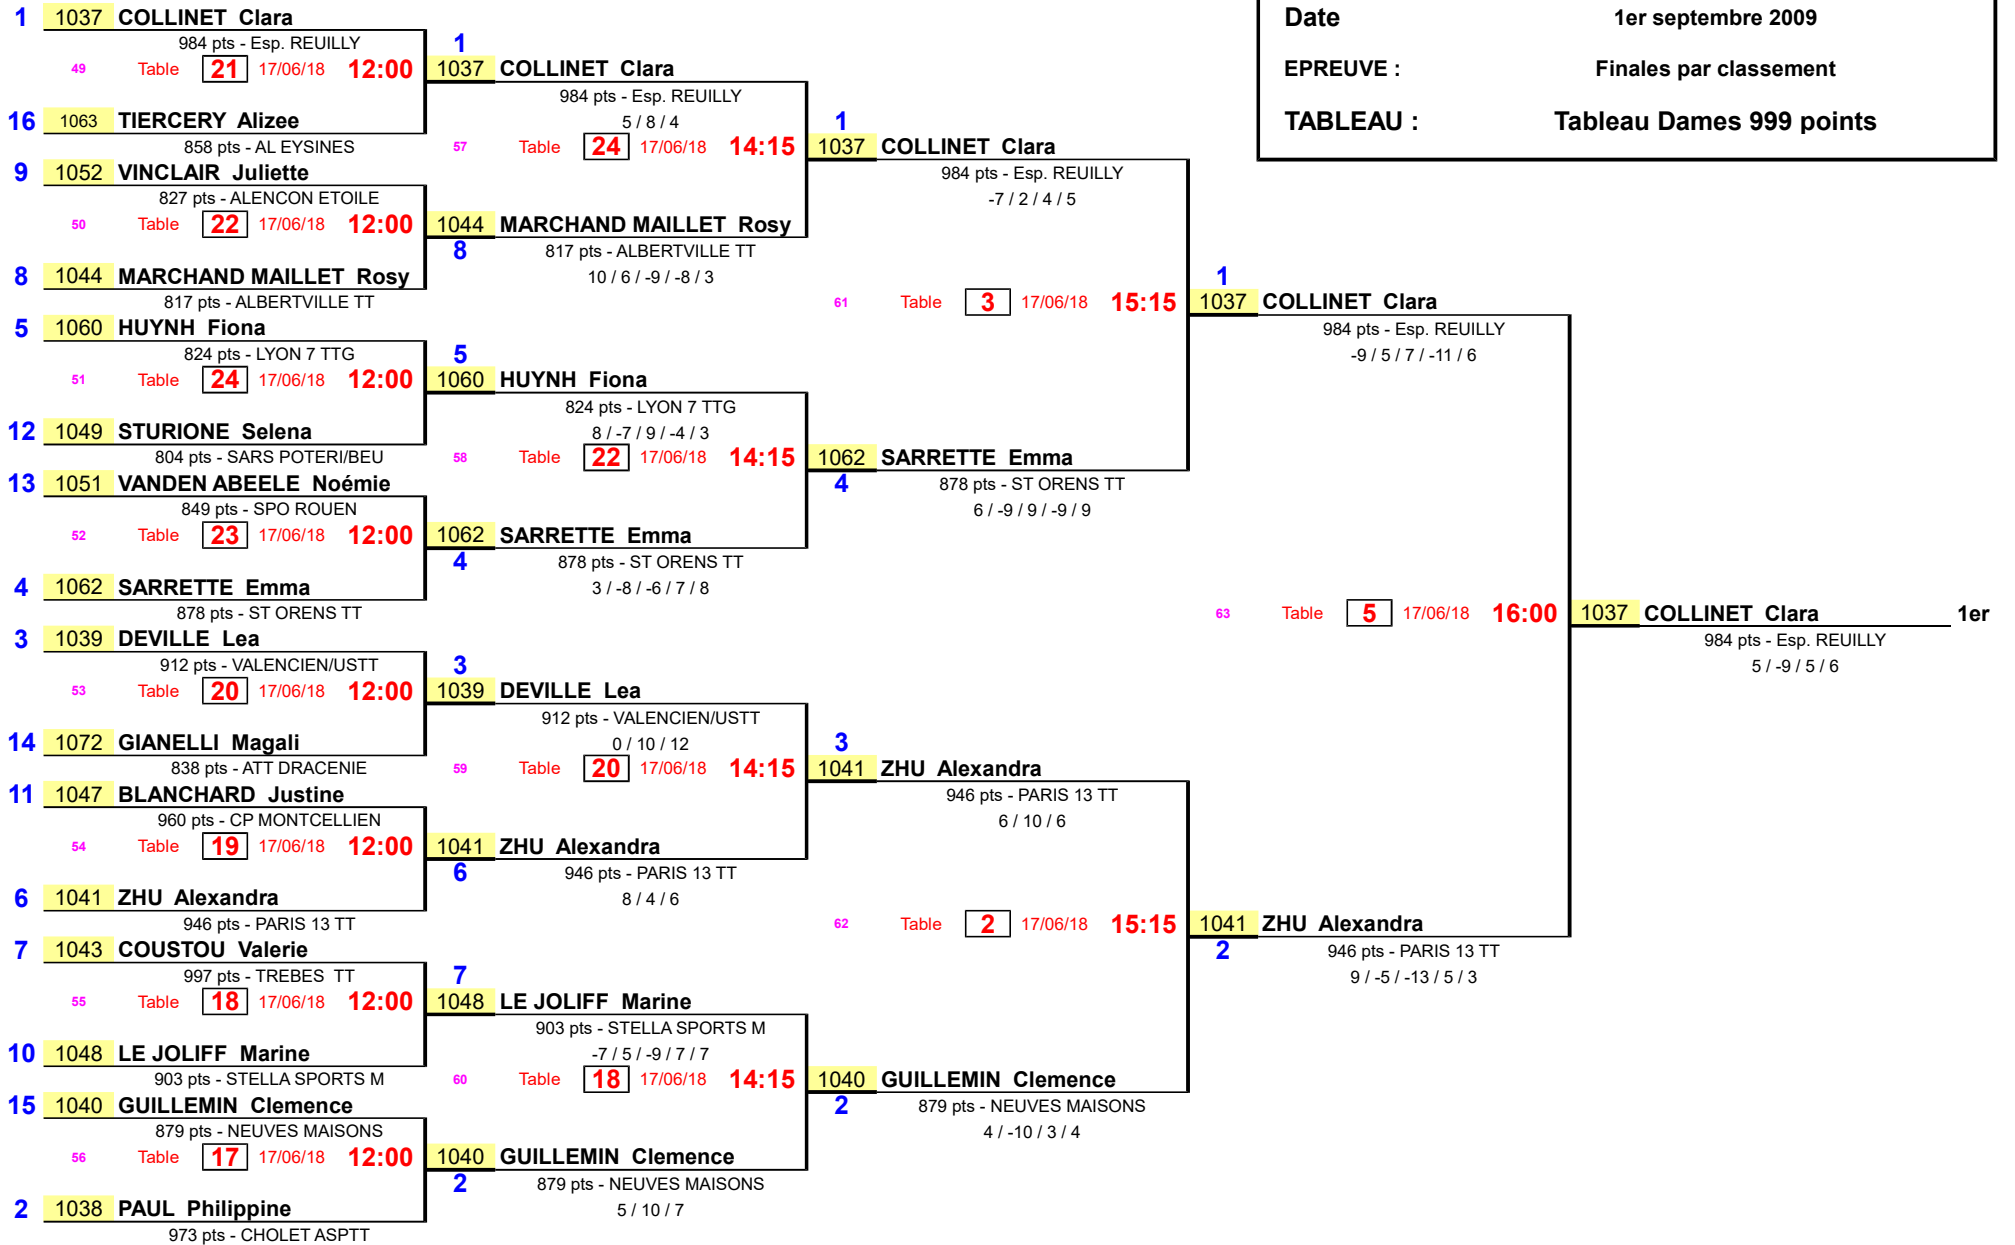 Date 1er septembre 2009
EPREUVE : Finales par classement
TABLEAU : Tableau Dames 999 points
1 1037 COLLINET Clara
984 pts - Esp. REUILLY
49 Table 21 17/06/18 12:00
16 1063 TIERCERY Alizee
858 pts - AL EYSINES
9 1052 VINCLAIR Juliette
827 pts - ALENCON ETOILE
50 Table 22 17/06/18 12:00
8 1044 MARCHAND MAILLET Rosy
817 pts - ALBERTVILLE TT
5 1060 HUYNH Fiona
824 pts - LYON 7 TTG
51 Table 24 17/06/18 12:00
12 1049 STURIONE Selena
804 pts - SARS POTERI/BEU
13 1051 VANDEN ABEELE Noémie
849 pts - SPO ROUEN
52 Table 23 17/06/18 12:00
4 1062 SARRETTE Emma
878 pts - ST ORENS TT
3 1039 DEVILLE Lea
912 pts - VALENCIEN/USTT
53 Table 20 17/06/18 12:00
14 1072 GIANELLI Magali
838 pts - ATT DRACENIE
11 1047 BLANCHARD Justine
960 pts - CP MONTCELLIEN
54 Table 19 17/06/18 12:00
6 1041 ZHU Alexandra
946 pts - PARIS 13 TT
7 1043 COUSTOU Valerie
997 pts - TREBES TT
55 Table 18 17/06/18 12:00
10 1048 LE JOLIFF Marine
903 pts - STELLA SPORTS M
15 1040 GUILLEMIN Clemence
879 pts - NEUVES MAISONS
56 Table 17 17/06/18 12:00
2 1038 PAUL Philippine
973 pts - CHOLET ASPTT
1
1037 COLLINET Clara
984 pts - Esp. REUILLY
5 / 8 / 4
57 Table 24 17/06/18 14:15
1044 MARCHAND MAILLET Rosy
8
817 pts - ALBERTVILLE TT
10 / 6 / -9 / -8 / 3
5
1060 HUYNH Fiona
824 pts - LYON 7 TTG
8 / -7 / 9 / -4 / 3
58 Table 22 17/06/18 14:15
1062 SARRETTE Emma
4
878 pts - ST ORENS TT
3 / -8 / -6 / 7 / 8
3
1039 DEVILLE Lea
912 pts - VALENCIEN/USTT
0 / 10 / 12
59 Table 20 17/06/18 14:15
1041 ZHU Alexandra
6
946 pts - PARIS 13 TT
8 / 4 / 6
7
1048 LE JOLIFF Marine
903 pts - STELLA SPORTS M
-7 / 5 / -9 / 7 / 7
60 Table 18 17/06/18 14:15
1040 GUILLEMIN Clemence
2
879 pts - NEUVES MAISONS
5 / 10 / 7
1
1037 COLLINET Clara
984 pts - Esp. REUILLY
-7 / 2 / 4 / 5
61 Table 3 17/06/18 15:15
1062 SARRETTE Emma
4
878 pts - ST ORENS TT
6 / -9 / 9 / -9 / 9
3
1041 ZHU Alexandra
946 pts - PARIS 13 TT
6 / 10 / 6
62 Table 2 17/06/18 15:15
1040 GUILLEMIN Clemence
2
879 pts - NEUVES MAISONS
4 / -10 / 3 / 4
1
1037 COLLINET Clara
984 pts - Esp. REUILLY
-9 / 5 / 7 / -11 / 6
63 Table 5 17/06/18 16:00
1041 ZHU Alexandra
2
946 pts - PARIS 13 TT
9 / -5 / -13 / 5 / 3
1037 COLLINET Clara 1er
984 pts - Esp. REUILLY
5 / -9 / 5 / 6